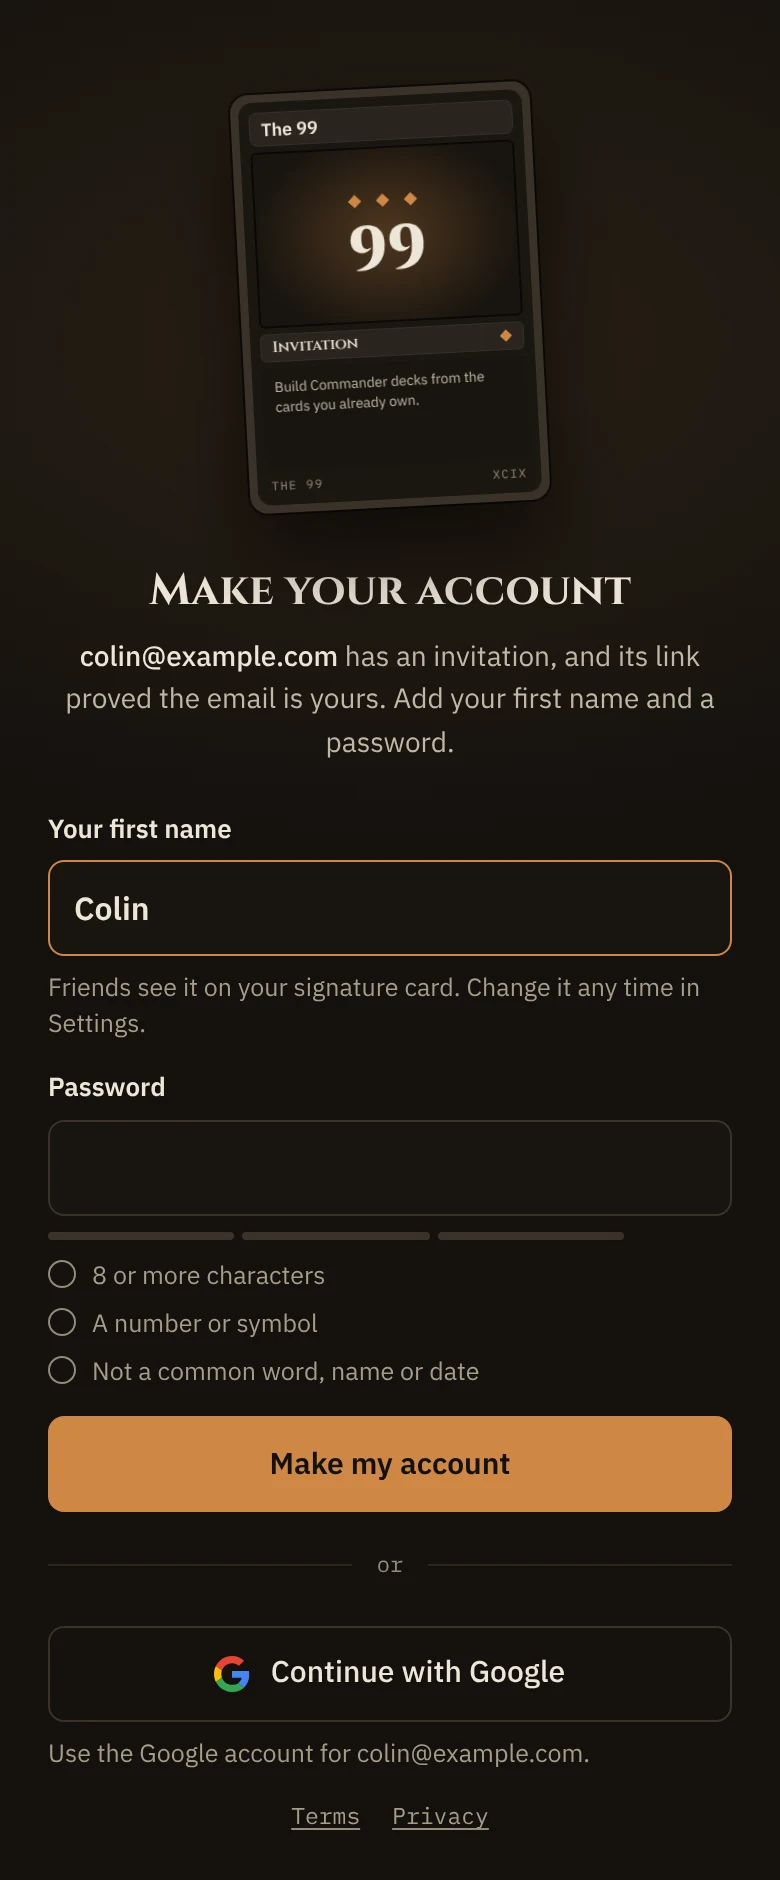 The 99
99
Invitation
Build Commander decks from the
cards you already own.
THE 99 XCIX
Make your account
colin@example.com has an invitation, and its link
proved the email is yours. Add your first name and a
password.
Your first name
Colin
Friends see it on your signature card. Change it any time in
Settings.
Password
8 or more characters
A number or symbol
Not a common word, name or date
Make my account
or
Continue with Google
Use the Google account for colin@example.com.
Terms Privacy